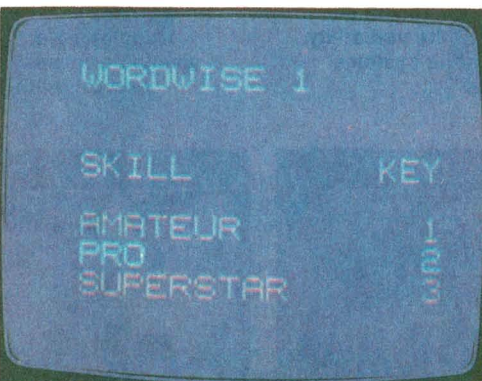 WORDWISE 1
SKILL KEY
AMATEUR 1
PRO 2
SUPERSTAR 3